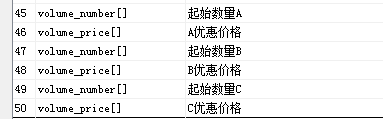 45 volume_number[] 起始数量A
46 volume_price[] A优惠价格
47 volume_number[] 起始数量B
48 volume_price[] B优惠价格
49 volume_number[] 起始数量C
50 volume_price[] C优惠价格